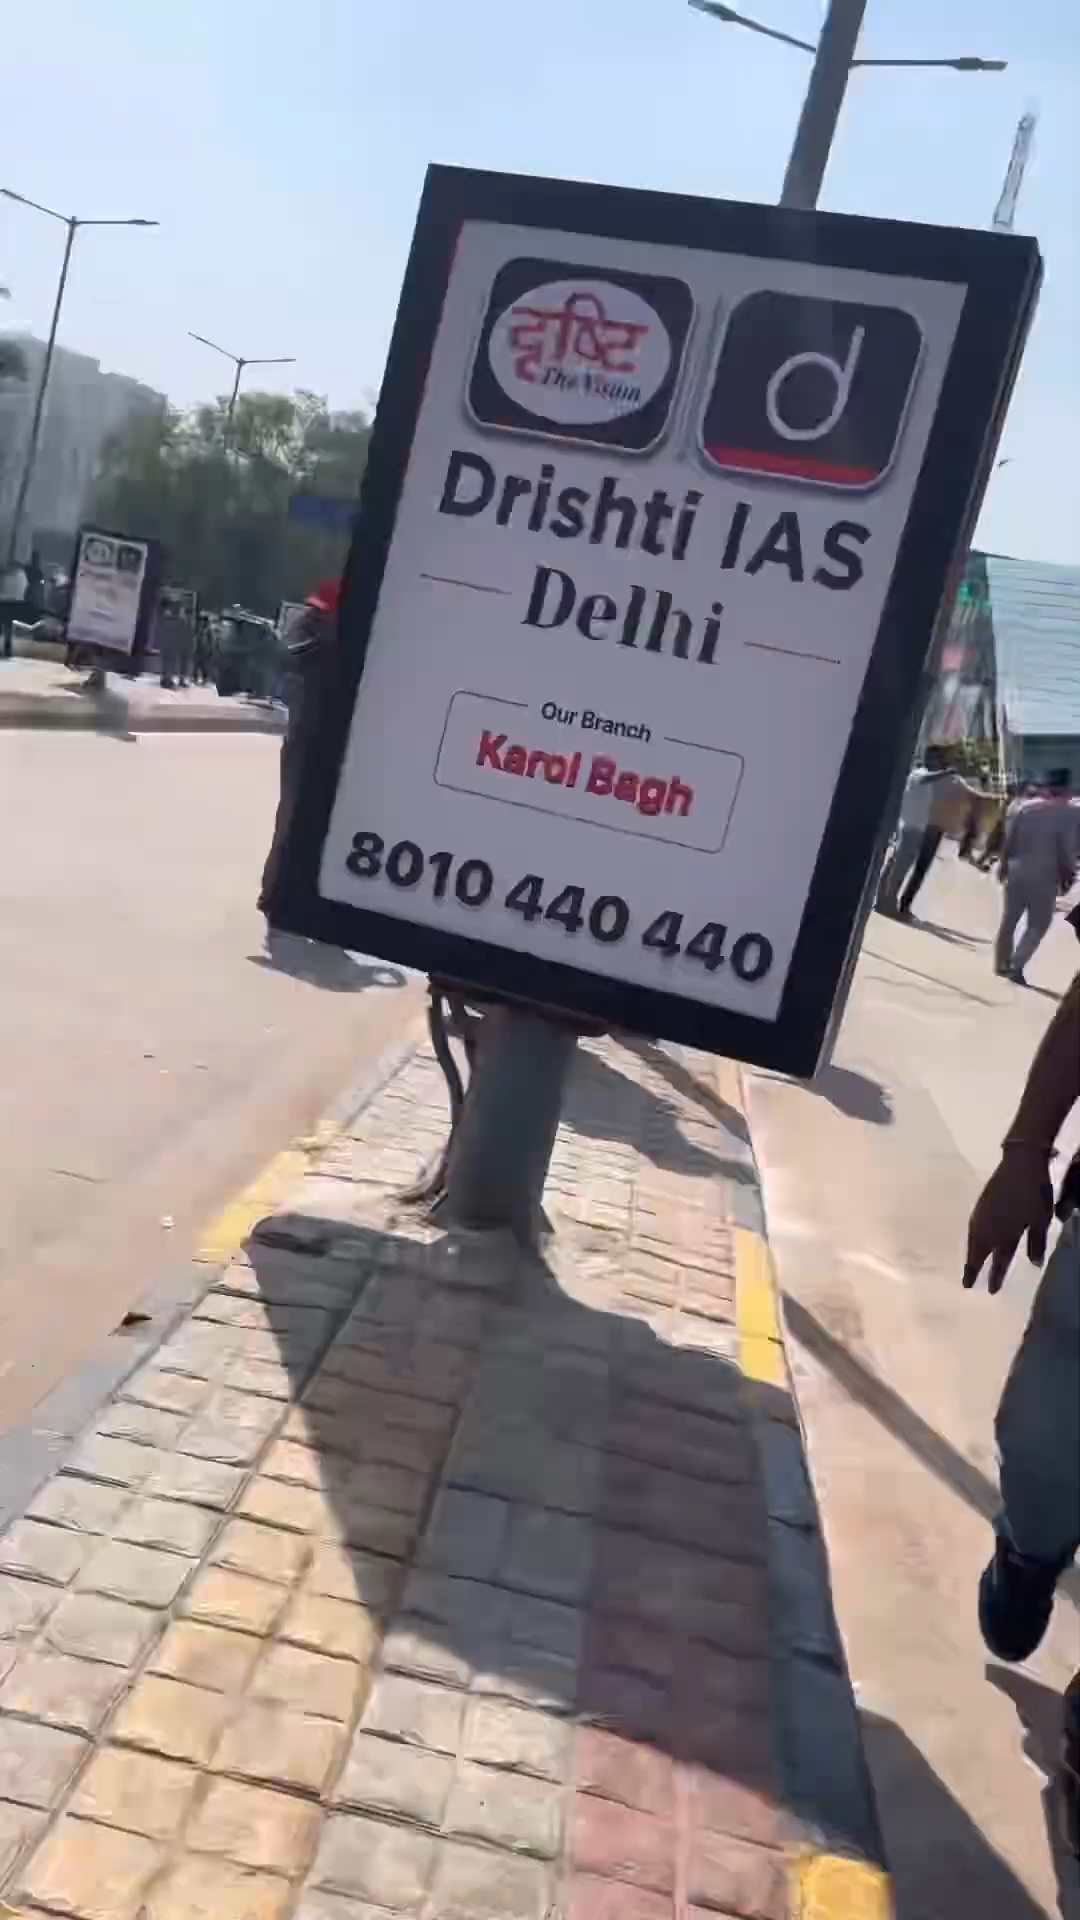 दृष्टि
The Vision
d
Drishti IAS
Delhi
Our Branch
Karol Bagh
8010 440 440